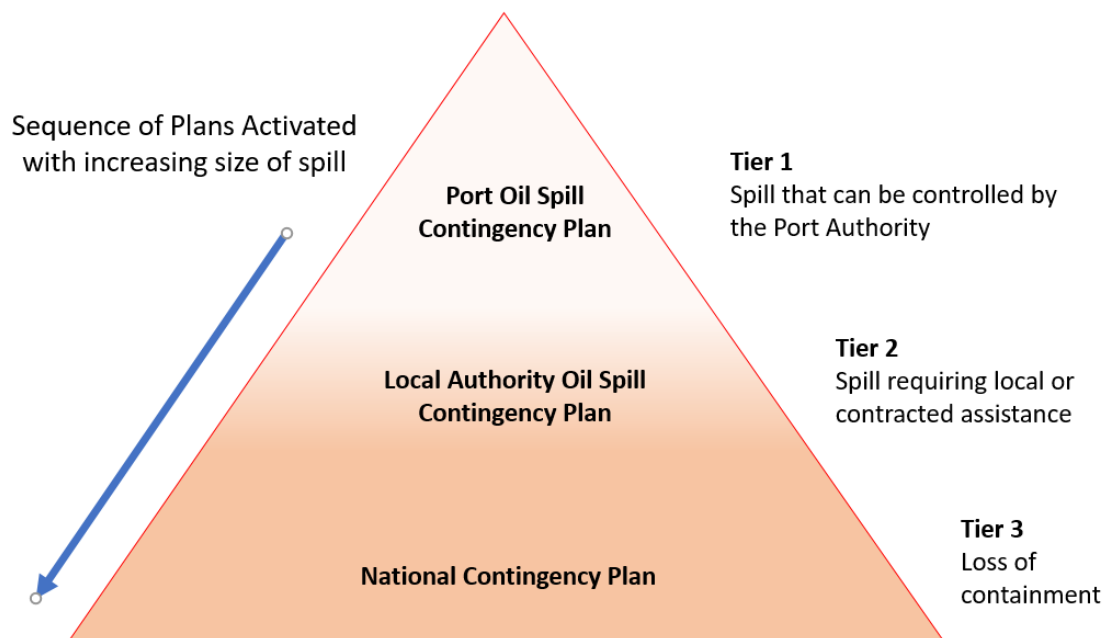 Sequence of Plans Activated
with increasing size of spill
Port Oil Spill
Contingency Plan
Tier 1
Spill that can be controlled by
the Port Authority
Local Authority Oil Spill
Contingency Plan
Tier 2
Spill requiring local or
contracted assistance
National Contingency Plan
Tier 3
Loss of
containment